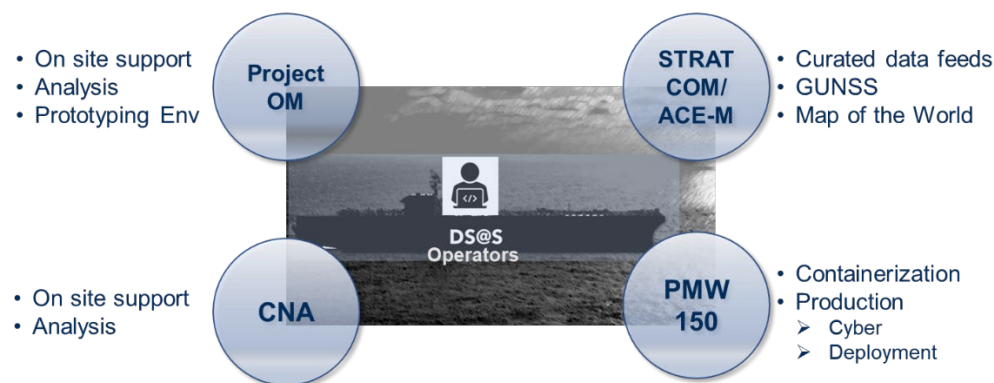 • On site support
• Analysis
• Prototyping Env
Project
OM
STRAT
COM/
ACE-M
• Curated data feeds
• GUNSS
• Map of the World
</>
DS@S
Operators
• On site support
• Analysis
CNA
PMW
150
• Containerization
• Production
➢ Cyber
➢ Deployment